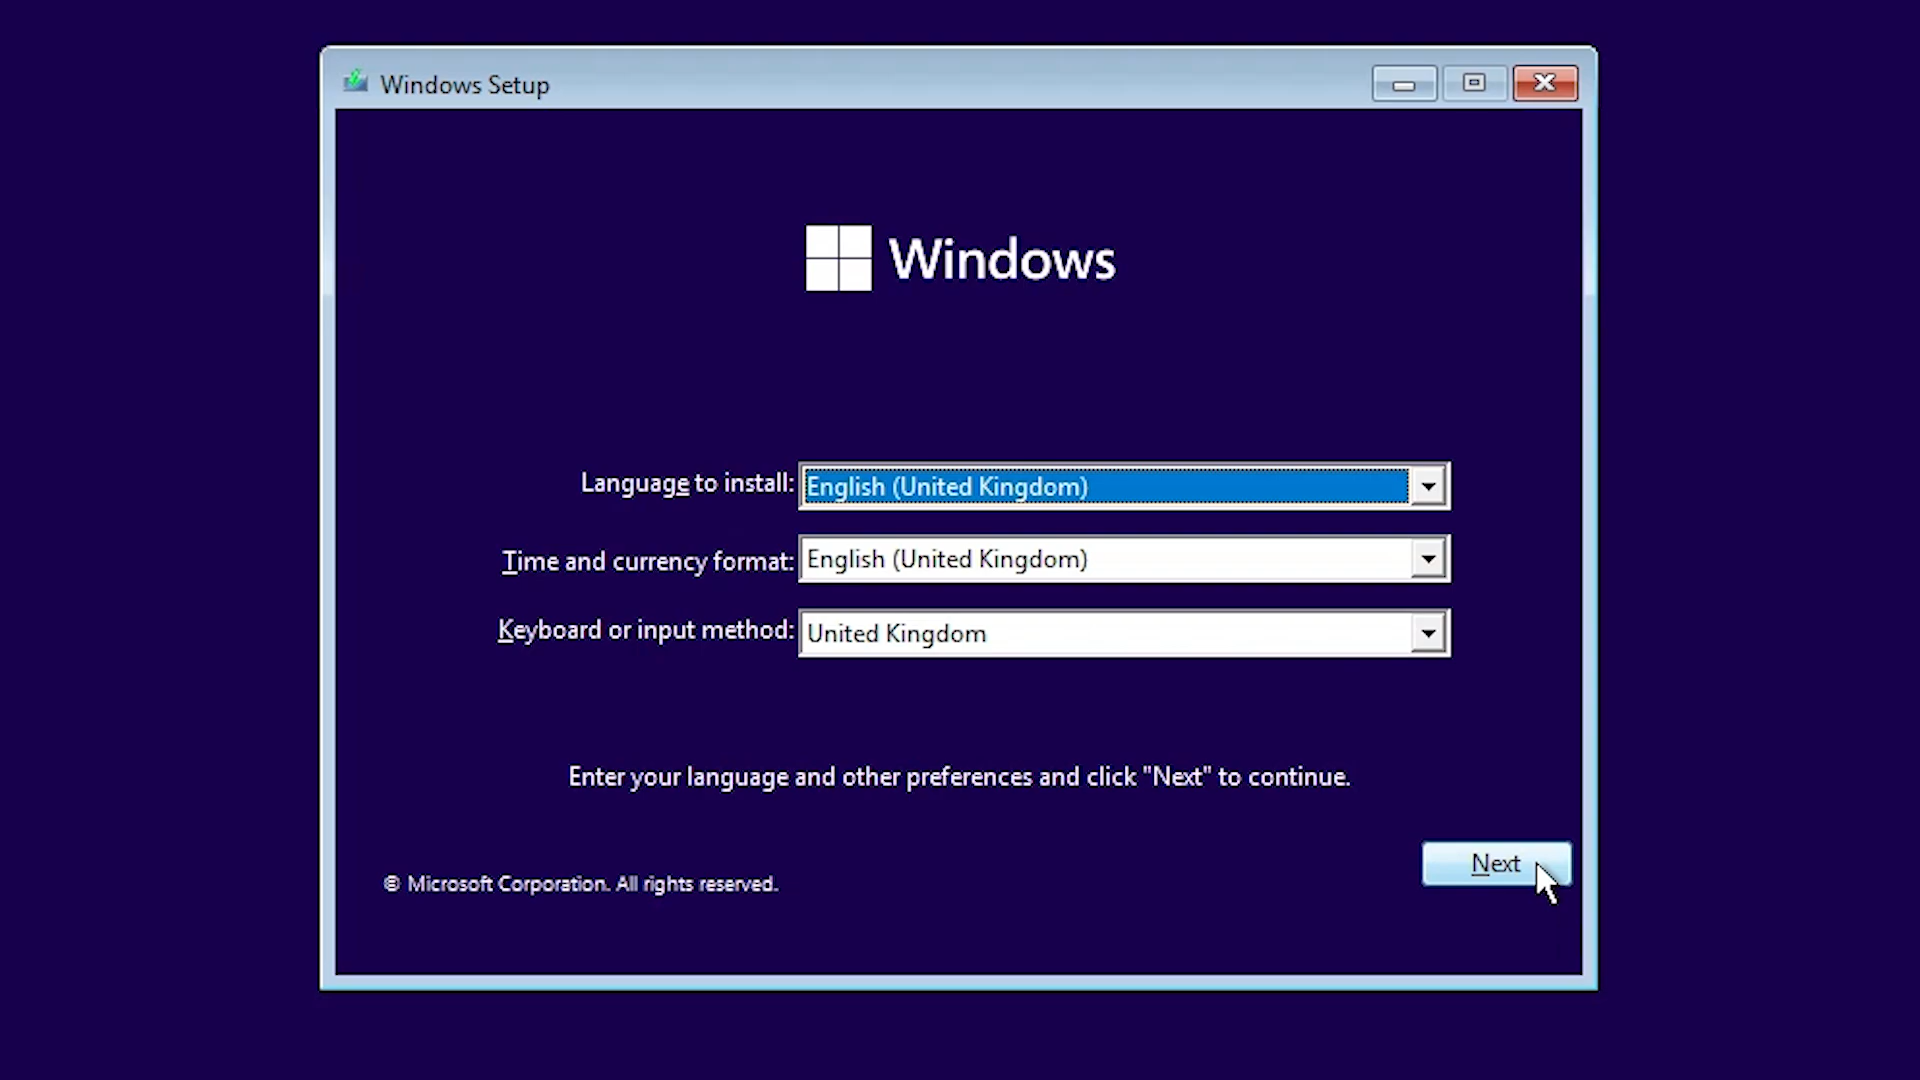 Windows Setup
Windows
Language to install: English (United Kingdom)
Time and currency format: English (United Kingdom)
Keyboard or input method: United Kingdom
Enter your language and other preferences and click "Next" to continue.
Next
© Microsoft Corporation. All rights reserved.